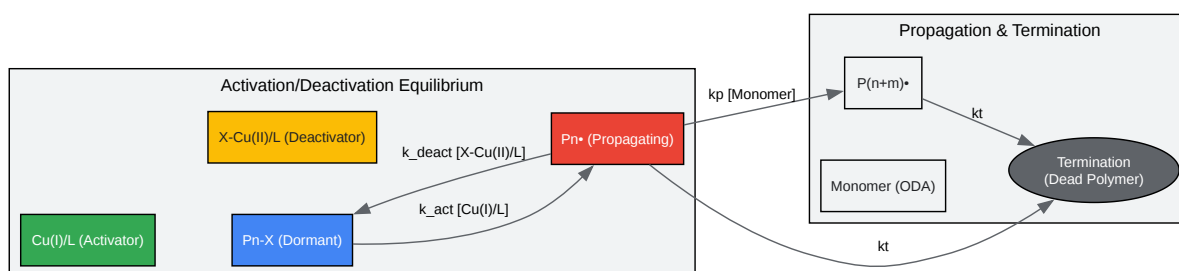 Propagation & Termination
Activation/Deactivation Equilibrium
P(n+m)•
kp [Monomer]
kt
X-Cu(II)/L (Deactivator)
Pn• (Propagating)
k_deact [X-Cu(II)/L]
Termination
(Dead Polymer)
Monomer (ODA)
k_act [Cu(I)/L]
Cu(I)/L (Activator)
Pn-X (Dormant)
kt